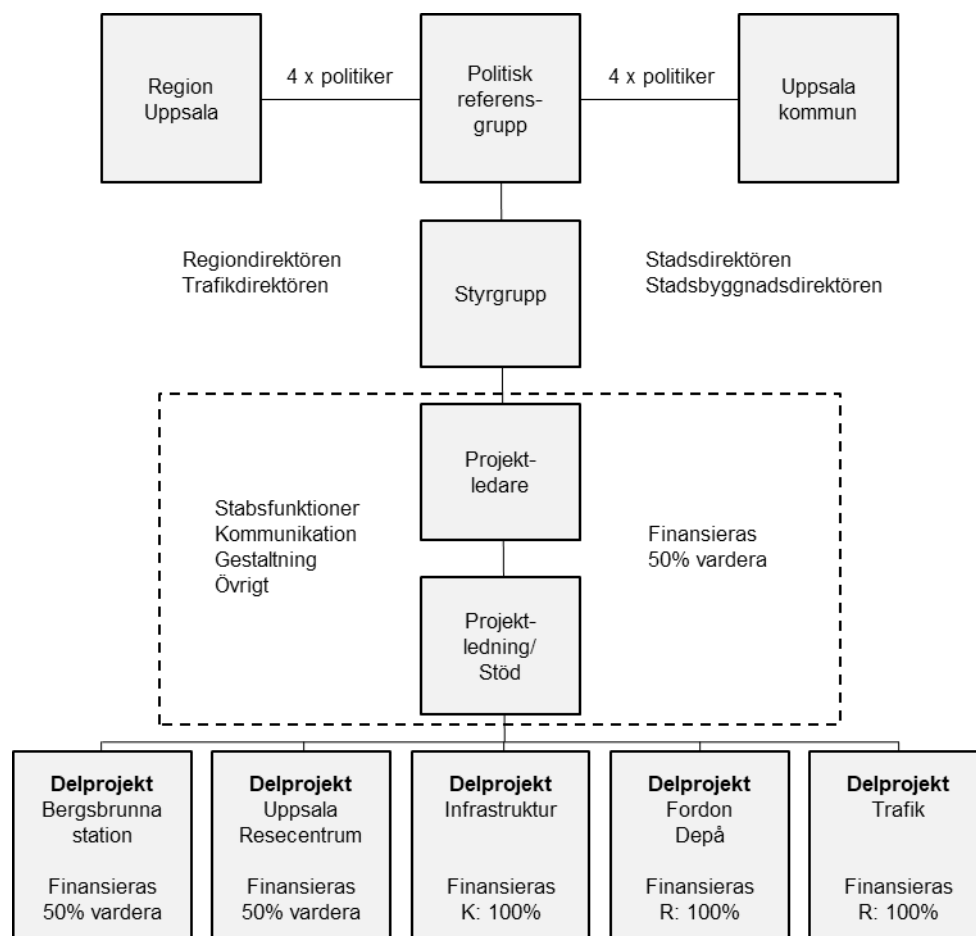 Region
Uppsala
4 x politiker
Politisk
referens-
grupp
4 x politiker
Uppsala
kommun
Regiondirektören
Trafikdirektören
Styrgrupp
Stadsdirektören
Stadsbyggnadsdirektören
Projekt-
ledare
Stabsfunktioner
Kommunikation
Gestaltning
Övrigt
Finansieras
50% vardera
Projekt-
ledning/
Stöd
Delprojekt
Bergsbrunna
station
Finansieras
50% vardera
Delprojekt
Uppsala
Resecentrum
Finansieras
50% vardera
Delprojekt
Infrastruktur
Finansieras
K: 100%
Delprojekt
Fordon
Depå
Finansieras
R: 100%
Delprojekt
Trafik
Finansieras
R: 100%